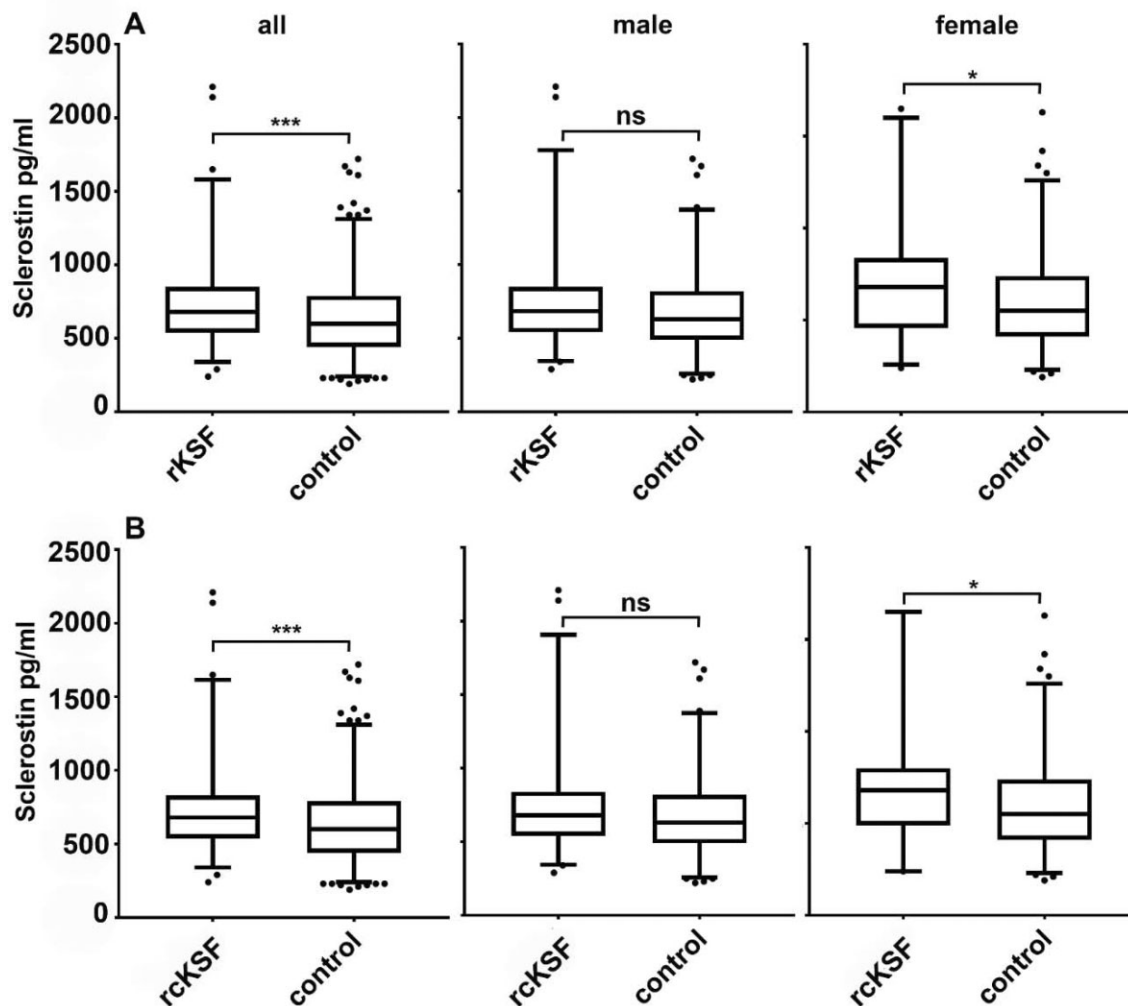 A all male female
2500
2000
1500
1000
500
0
Sclerostin pg/ml
***
ns
*
rKSF control rKSF control rKSF control
B
2500
2000
1500
1000
500
0
Sclerostin pg/ml
***
ns
*
rcKSF control rcKSF control rcKSF control